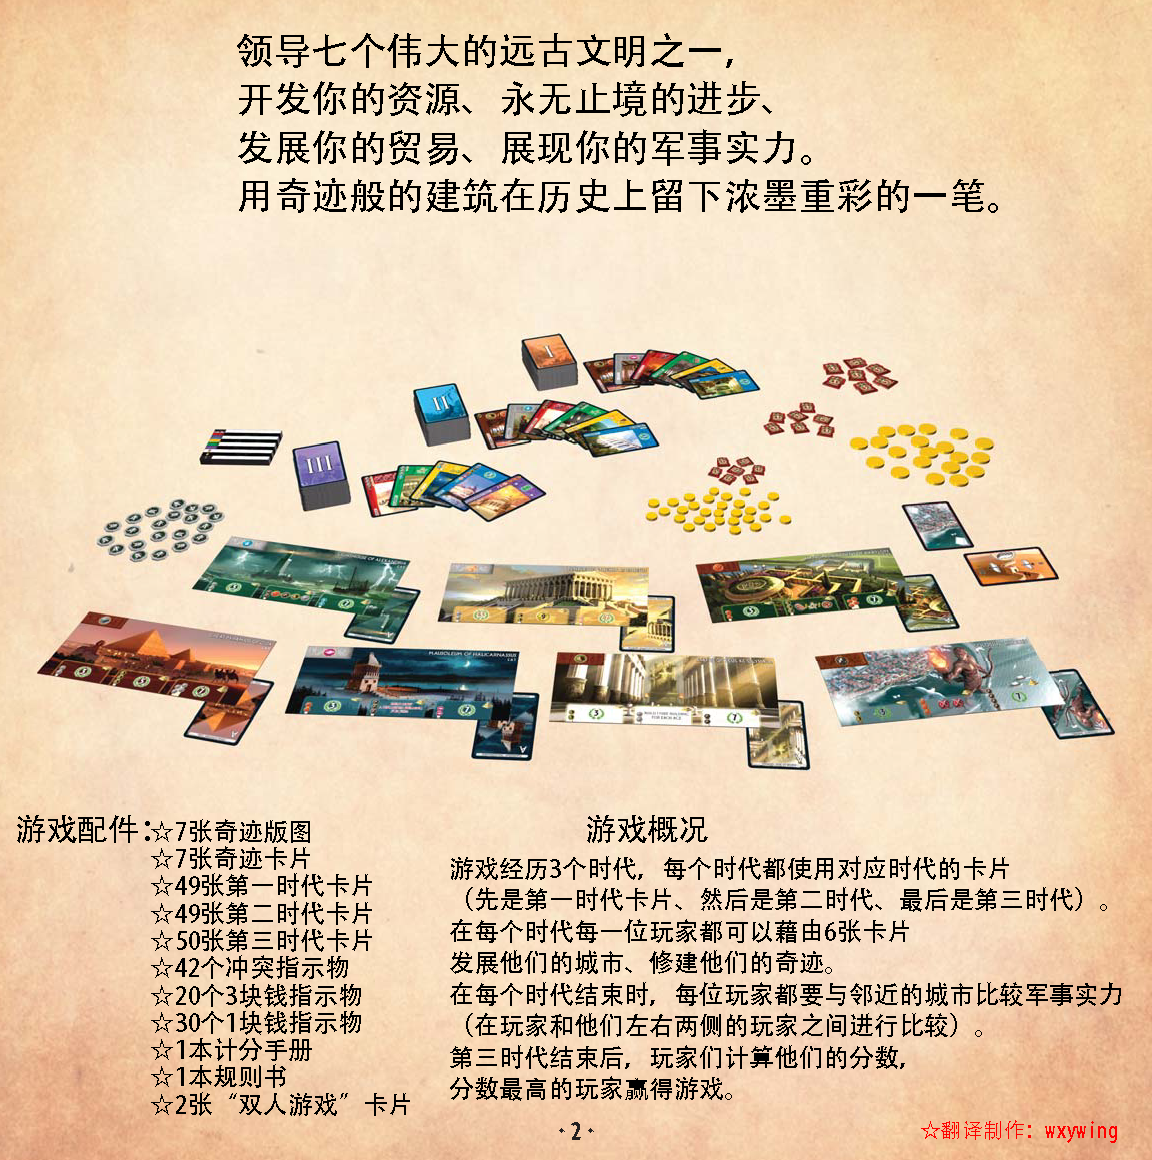 领导七个伟大的远古文明之一，
开发你的资源、永无止境的进步、
发展你的贸易、展现你的军事实力。
用奇迹般的建筑在历史上留下浓墨重彩的一笔。
I
II
III
MAUSOLEUM OF HALICARNASSUS
游戏配件：
☆7张奇迹版图
☆7张奇迹卡片
☆49张第一时代卡片
☆49张第二时代卡片
☆50张第三时代卡片
☆42个冲突指示物
☆20个3块钱指示物
☆30个1块钱指示物
☆1本计分手册
☆1本规则书
☆2张“双人游戏”卡片
游戏概况
游戏经历3个时代，每个时代都使用对应时代的卡片
（先是第一时代卡片、然后是第二时代、最后是第三时代）。
在每个时代每一位玩家都可以藉由6张卡片
发展他们的城市、修建他们的奇迹。
在每个时代结束时，每位玩家都要与邻近的城市比较军事实力
（在玩家和他们左右两侧的玩家之间进行比较）。
第三时代结束后，玩家们计算他们的分数，
分数最高的玩家赢得游戏。
·2·
☆翻译制作：wxywing